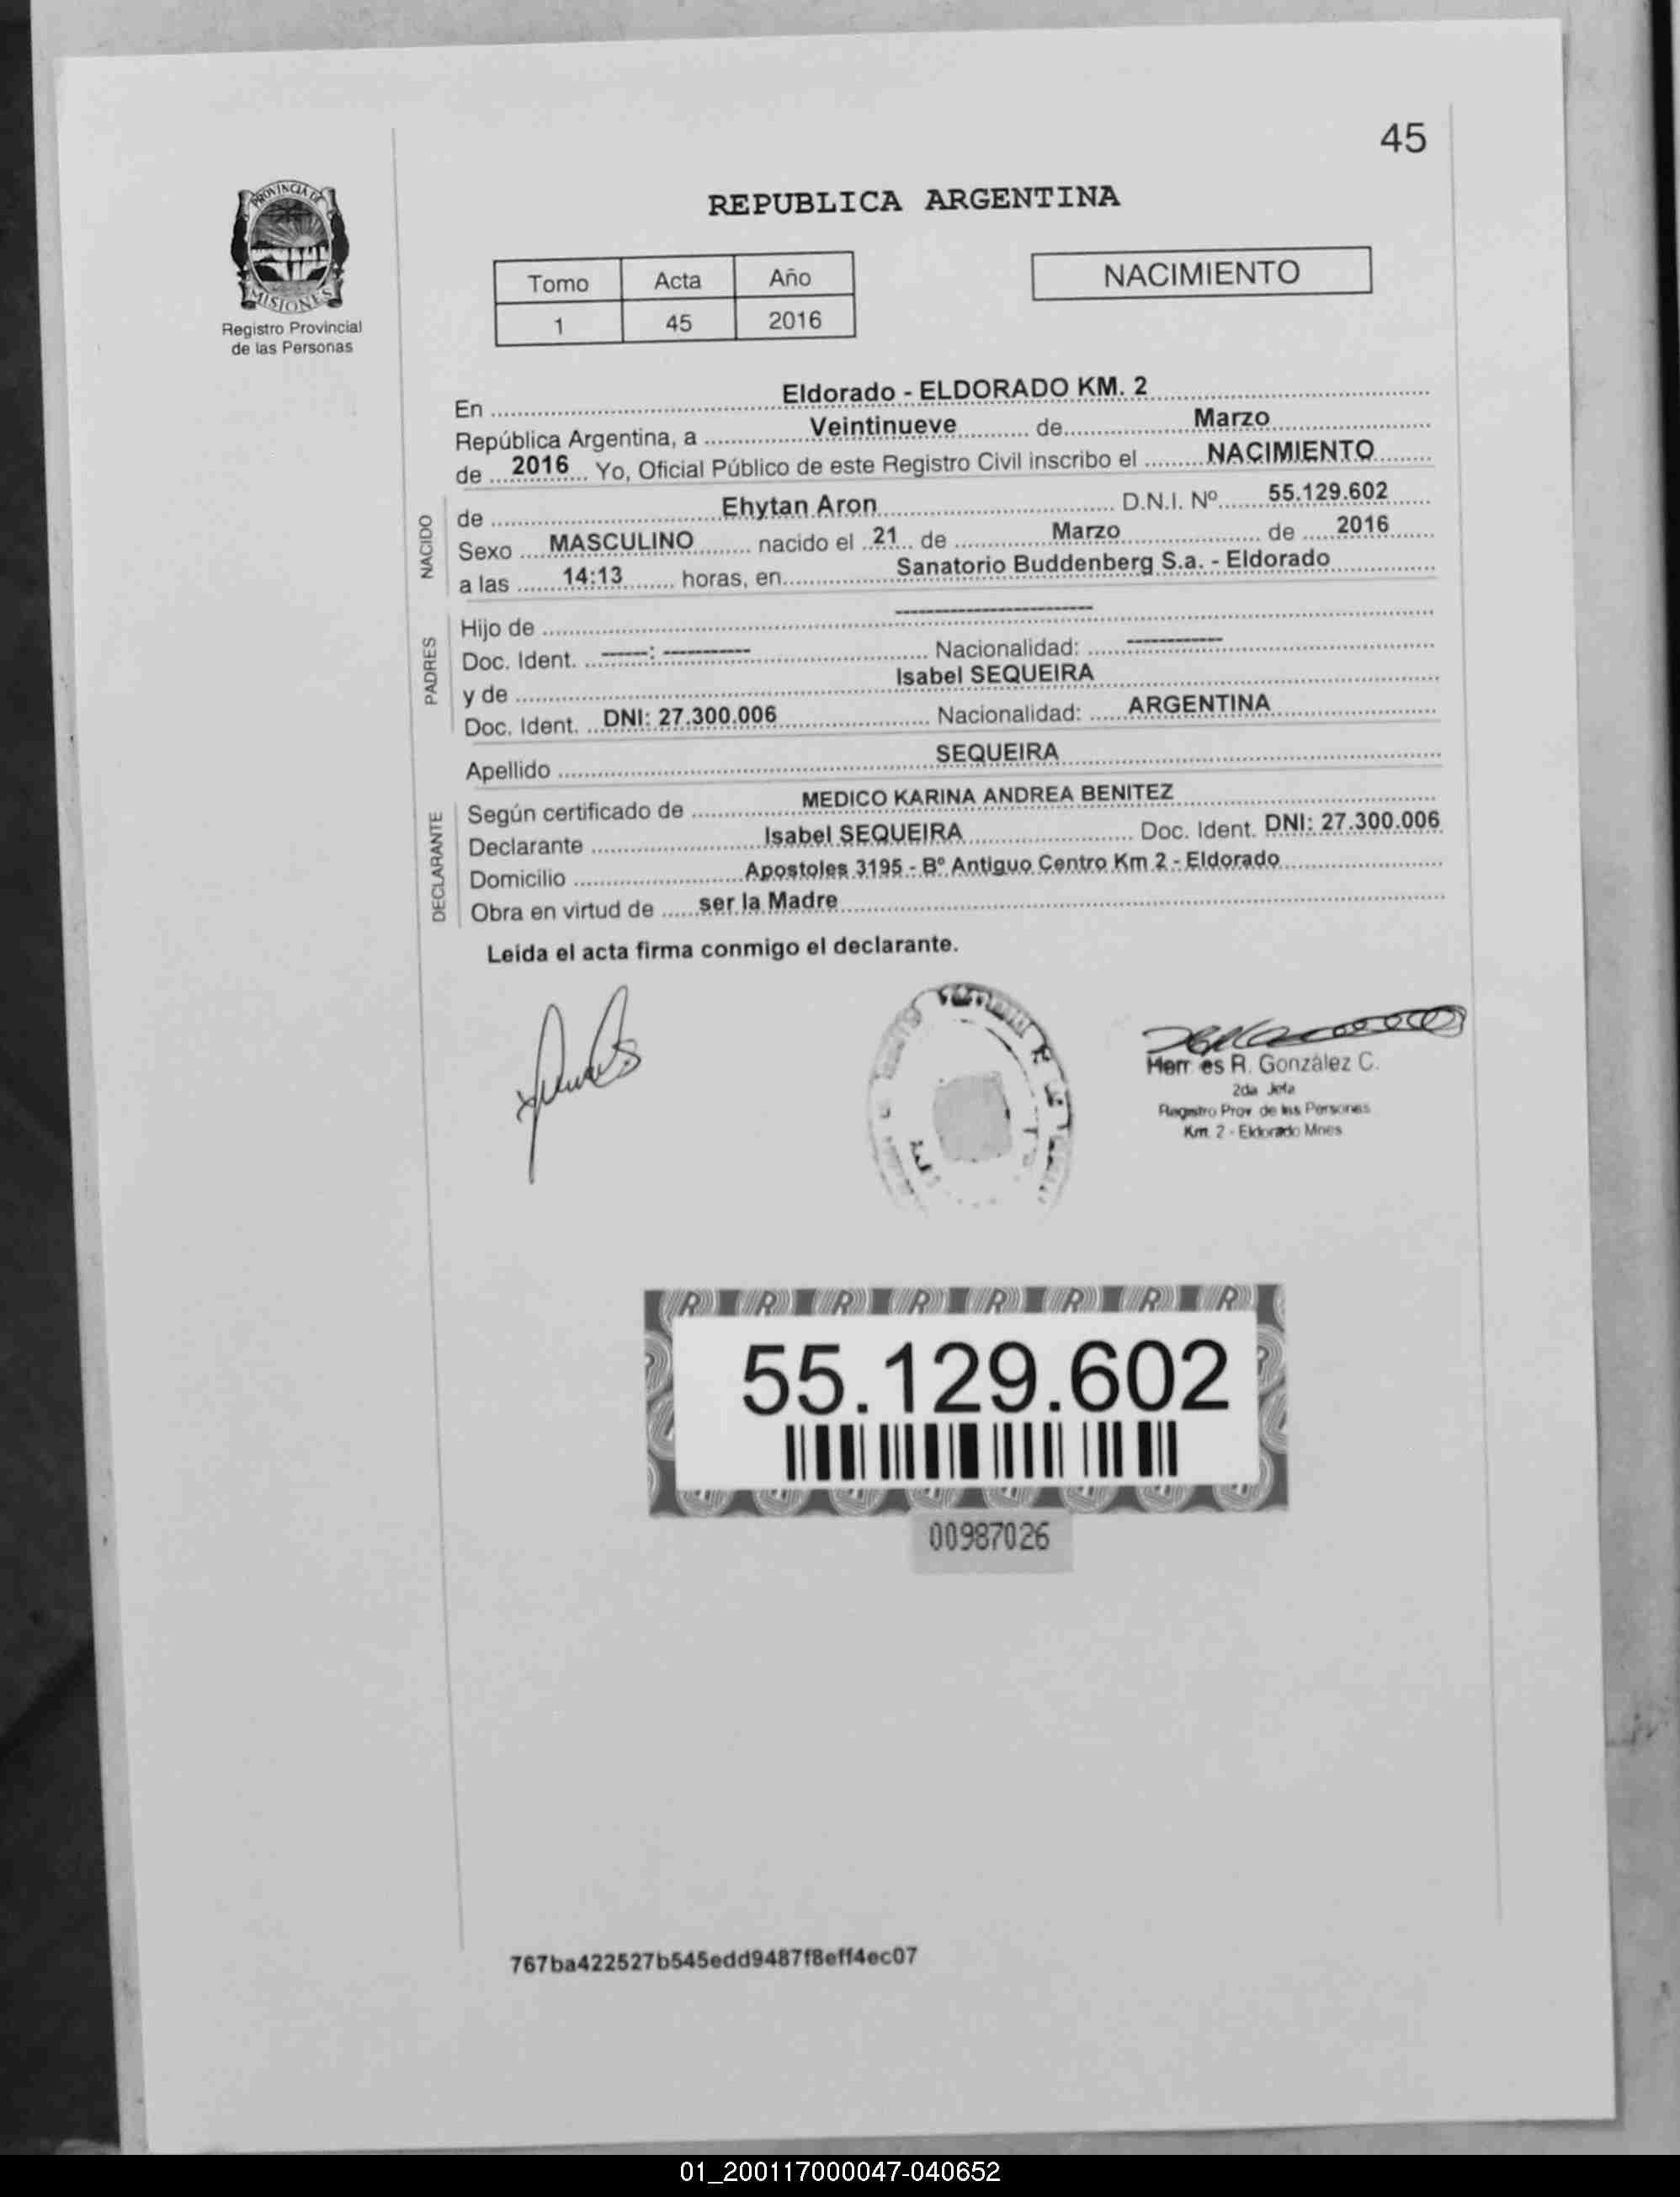 45
PROVINCIA DE
MISIONES
Registro Provincial
de las Personas
REPUBLICA ARGENTINA
Tomo Acta Año
1 45 2016
NACIMIENTO
En Eldorado - ELDORADO KM. 2
República Argentina, a Veintinueve de Marzo
de 2016 Yo, Oficial Público de este Registro Civil inscribo el NACIMIENTO
NACIDO
de Ehytan Aron D.N.I. Nº 55.129.602
Sexo MASCULINO nacido el 21 de Marzo de 2016
a las 14:13 horas, en Sanatorio Buddenberg S.a. - Eldorado
PADRES
Hijo de --------------------
Doc. Ident. -----: ---------- Nacionalidad: -----------
y de Isabel SEQUEIRA
Doc. Ident. DNI: 27.300.006 Nacionalidad: ARGENTINA
Apellido SEQUEIRA
DECLARANTE
Según certificado de MEDICO KARINA ANDREA BENITEZ
Declarante Isabel SEQUEIRA Doc. Ident. DNI: 27.300.006
Domicilio Apostoles 3195 - Bº Antiguo Centro Km 2 - Eldorado
Obra en virtud de ser la Madre
Leída el acta firma conmigo el declarante.
R. González C.
2da Jefa
Registro Prov. de las Personas
Km. 2 - Eldorado Mnes
55.129.602
00987026
767ba422527b545edd9487f8eff4ec07
01_200117000047-040652